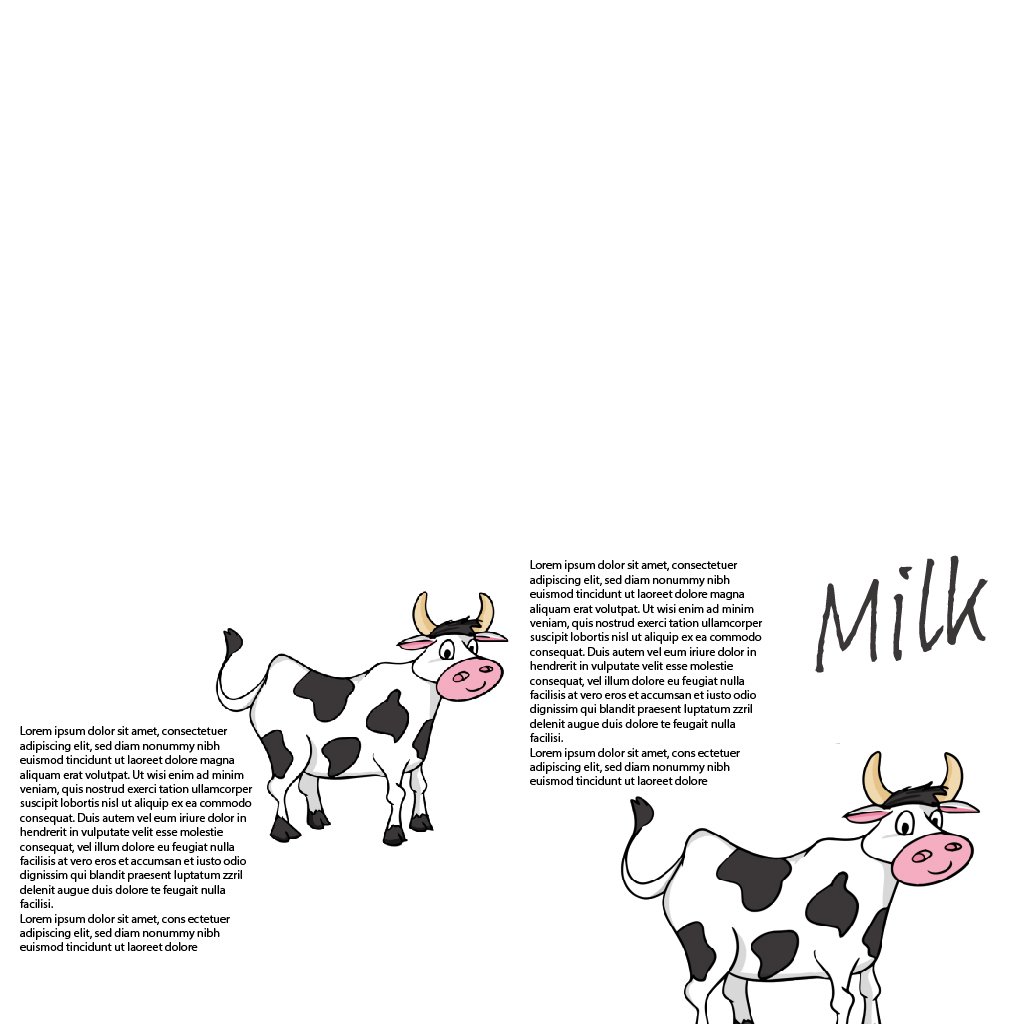 Lorem ipsum dolor sit amet, consectetuer
adipiscing elit, sed diam nonummy nibh
euismod tincidunt ut laoreet dolore magna
aliquam erat volutpat. Ut wisi enim ad minim
veniam, quis nostrud exerci tation ullamcorper
suscipit lobortis nisl ut aliquip ex ea commodo
consequat. Duis autem vel eum iriure dolor in
hendrerit in vulputate velit esse molestie
consequat, vel illum dolore eu feugiat nulla
facilisis at vero eros et accumsan et iusto odio
dignissim qui blandit praesent luptatum zzril
delenit augue duis dolore te feugait nulla
facilisi.
Lorem ipsum dolor sit amet, cons ectetuer
adipiscing elit, sed diam nonummy nibh
euismod tincidunt ut laoreet dolore
Lorem ipsum dolor sit amet, consectetuer
adipiscing elit, sed diam nonummy nibh
euismod tincidunt ut laoreet dolore magna
aliquam erat volutpat. Ut wisi enim ad minim
veniam, quis nostrud exerci tation ullamcorper
suscipit lobortis nisl ut aliquip ex ea commodo
consequat. Duis autem vel eum iriure dolor in
hendrerit in vulputate velit esse molestie
consequat, vel illum dolore eu feugiat nulla
facilisis at vero eros et accumsan et iusto odio
dignissim qui blandit praesent luptatum zzril
delenit augue duis dolore te feugait nulla
facilisi.
Lorem ipsum dolor sit amet, cons ectetuer
adipiscing elit, sed diam nonummy nibh
euismod tincidunt ut laoreet dolore
Milk